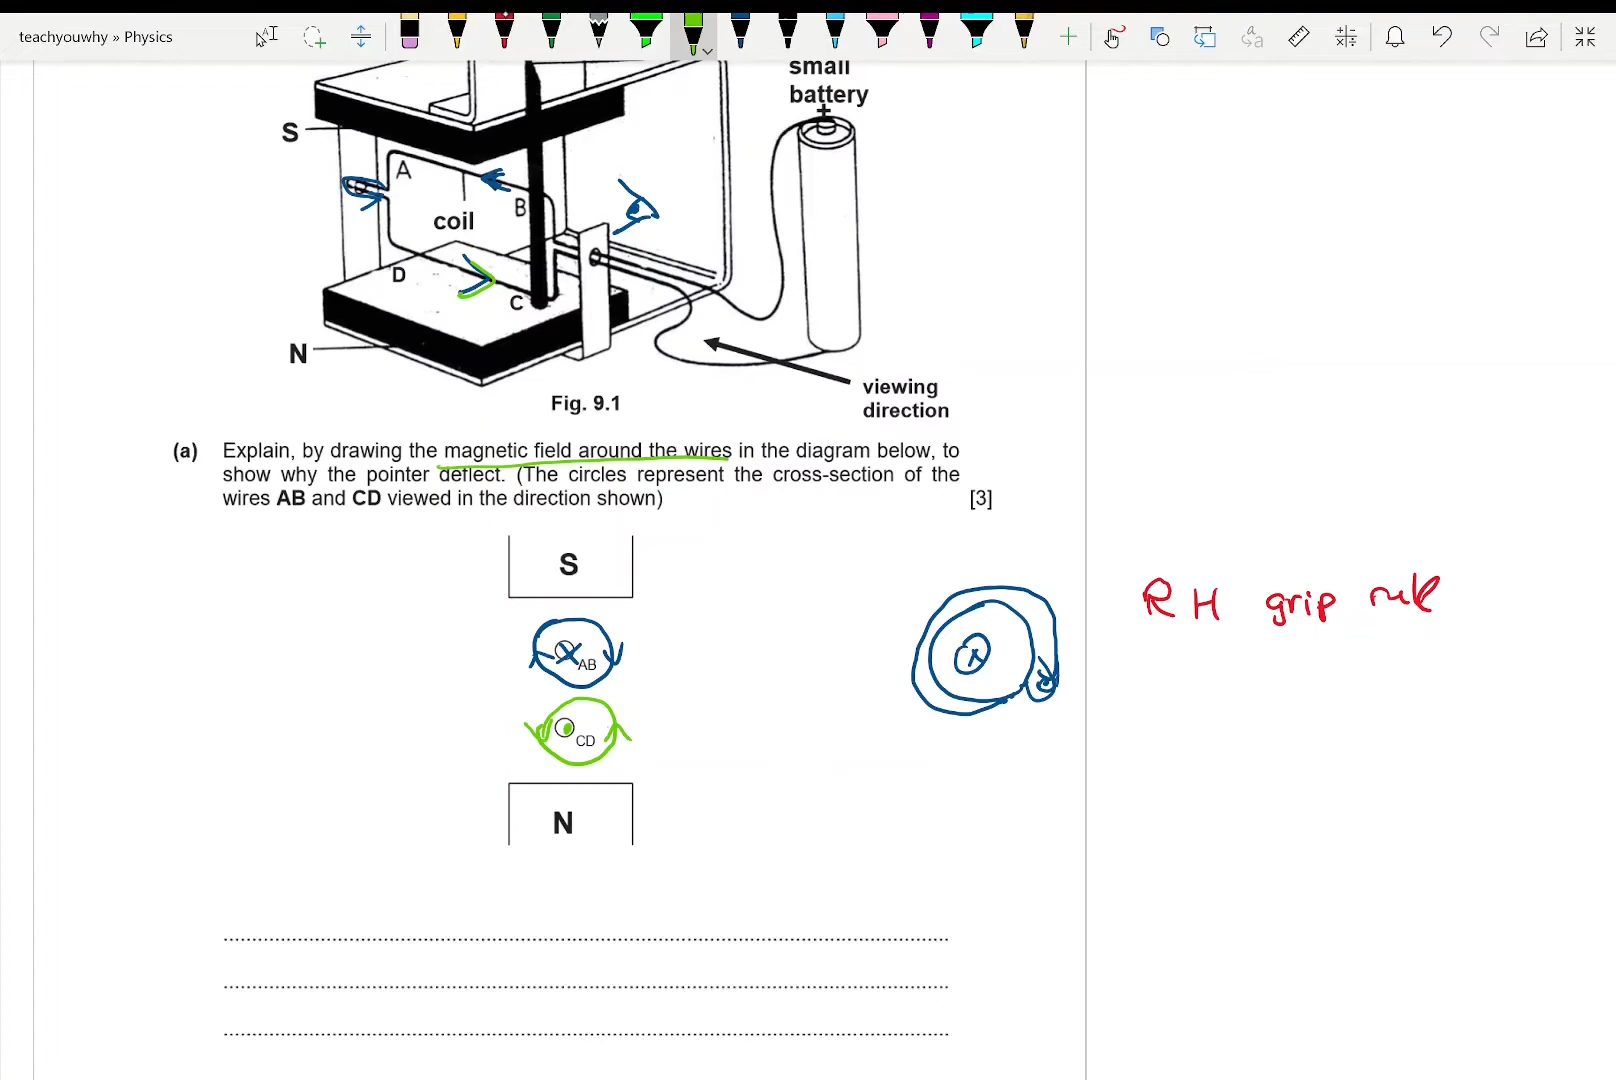 teachyouwhy » Physics
small
battery
+
S
A
B
coil
D
C
N
viewing
direction
Fig. 9.1
(a) Explain, by drawing the magnetic field around the wires in the diagram below, to
show why the pointer deflect. (The circles represent the cross-section of the
wires AB and CD viewed in the direction shown) [3]
S
AB
CD
N
RH grip rule